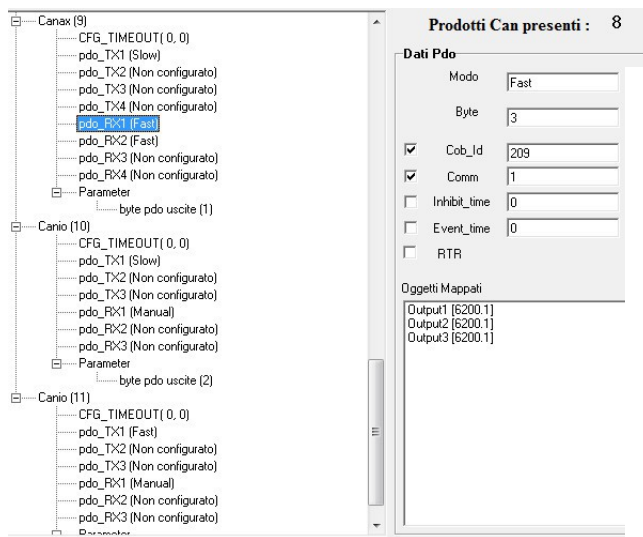 Canax (9)
CFG_TIMEOUT( 0, 0)
pdo_TX1 (Slow)
pdo_TX2 (Non configurato)
pdo_TX3 (Non configurato)
pdo_TX4 (Non configurato)
pdo_RX1 (Fast)
pdo_RX2 (Fast)
pdo_RX3 (Non configurato)
pdo_RX4 (Non configurato)
Parameter
byte pdo uscite (1)
Canio (10)
CFG_TIMEOUT( 0, 0)
pdo_TX1 (Slow)
pdo_TX2 (Non configurato)
pdo_TX3 (Non configurato)
pdo_RX1 (Manual)
pdo_RX2 (Non configurato)
pdo_RX3 (Non configurato)
Parameter
byte pdo uscite (2)
Canio (11)
CFG_TIMEOUT( 0, 0)
pdo_TX1 (Fast)
pdo_TX2 (Non configurato)
pdo_TX3 (Non configurato)
pdo_RX1 (Manual)
pdo_RX2 (Non configurato)
pdo_RX3 (Non configurato)
Parameter
Prodotti Can presenti : 8
Dati Pdo
Modo Fast
Byte 3
Cob_Id 209
Comm 1
Inhibit_time 0
Event_time 0
RTR
Oggetti Mappati
Output1 [6200.1]
Output2 [6200.1]
Output3 [6200.1]